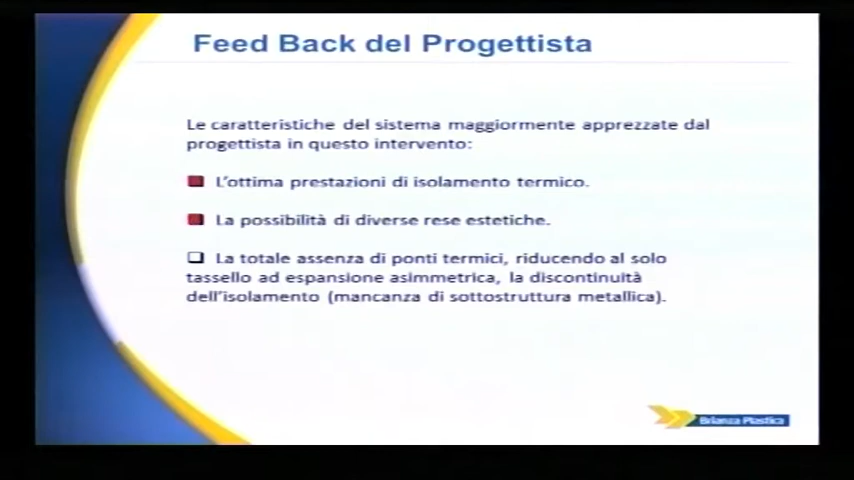 Feed Back del Progettista
Le caratteristiche del sistema maggiormente apprezzate dal
progettista in questo intervento:
L'ottima prestazioni di isolamento termico.
La possibilità di diverse rese estetiche.
La totale assenza di ponti termici, riducendo al solo
tassello ad espansione asimmetrica, la discontinuità
dell'isolamento (mancanza di sottostruttura metallica).
Brianza Plastica